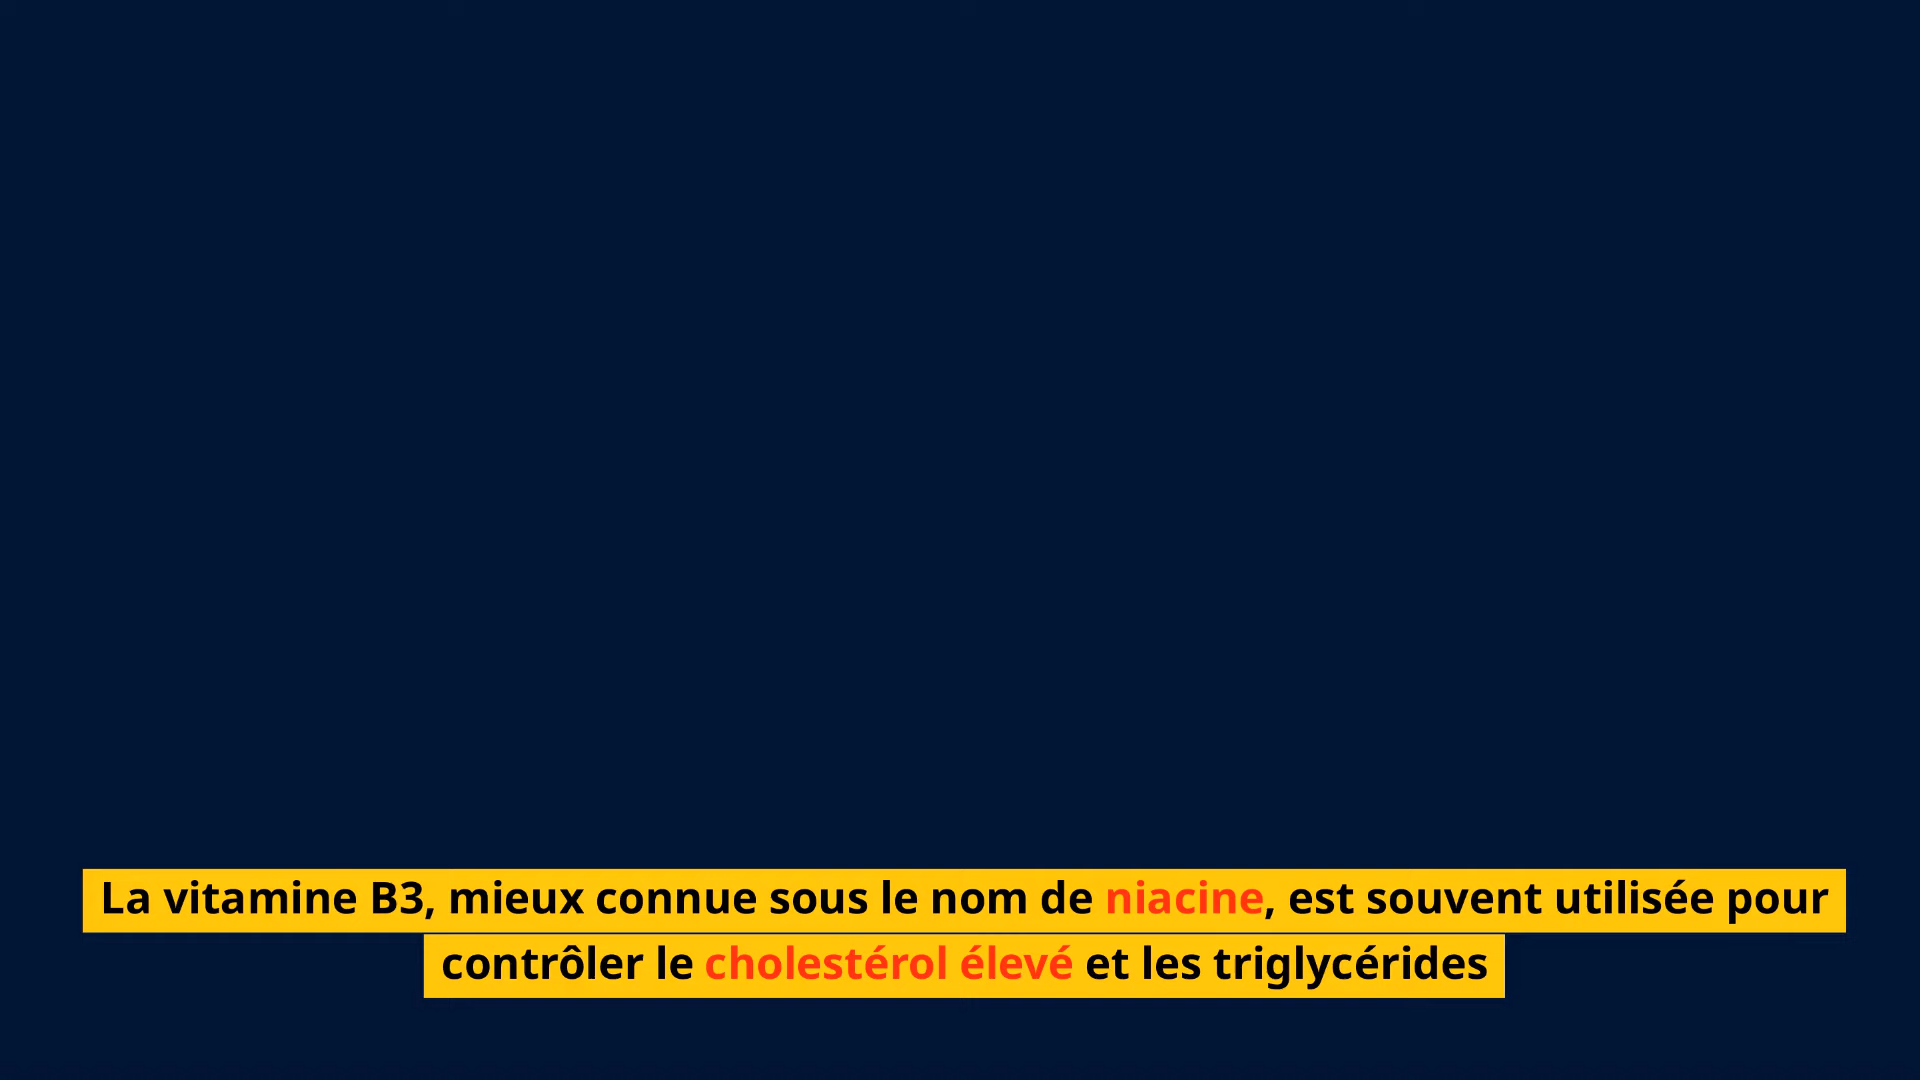 La vitamine B3, mieux connue sous le nom de niacine, est souvent utilisée pour
contrôler le cholestérol élevé et les triglycérides